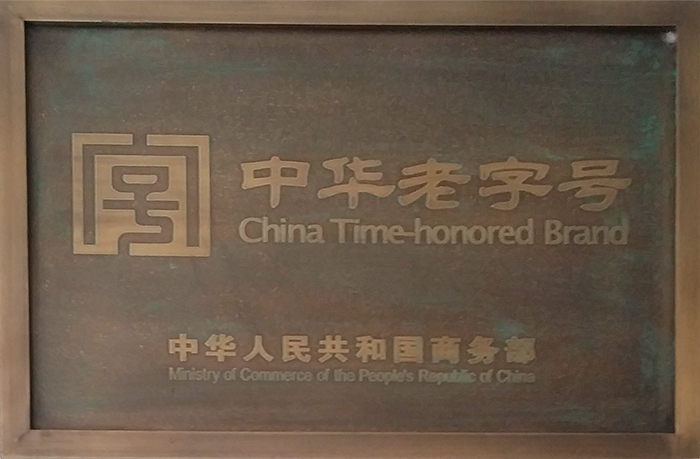 中华老字号
China Time-honored Brand
中华人民共和国商务部
Ministry of Commerce of the People's Republic of China